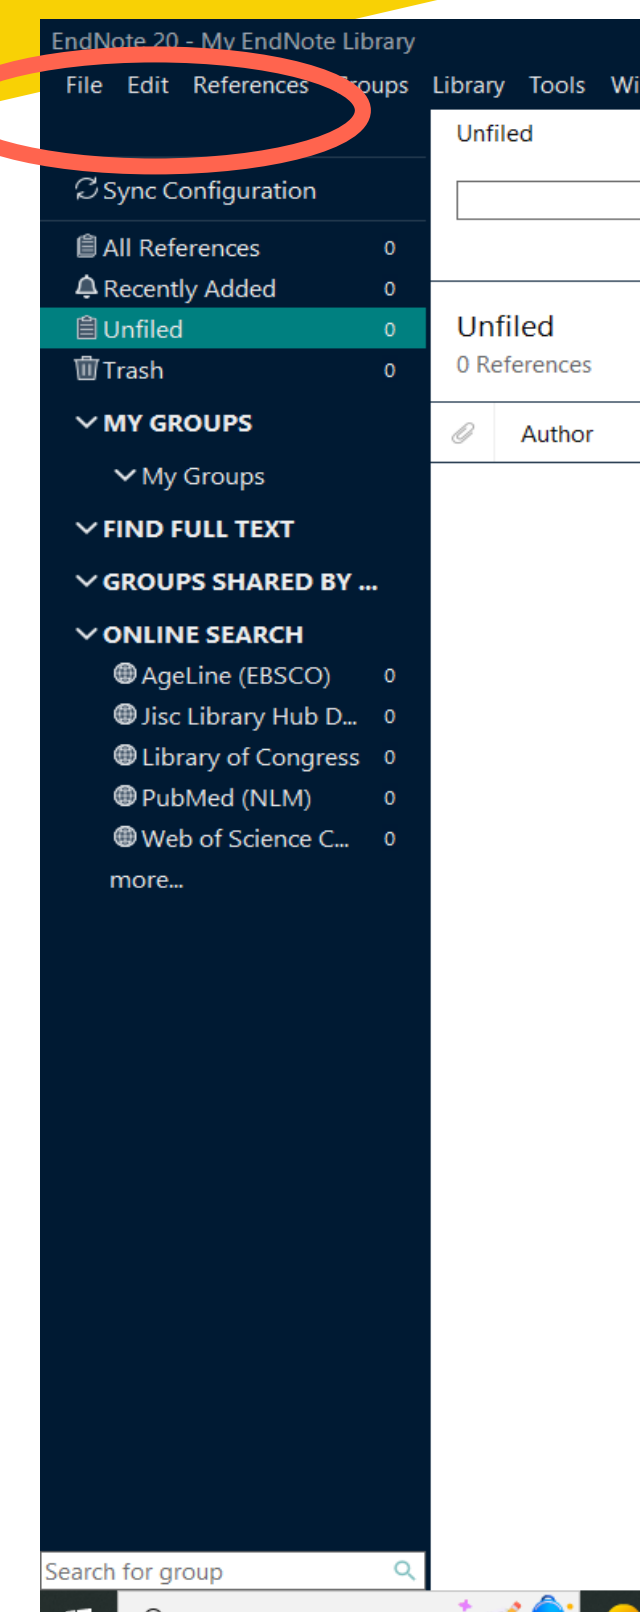 EndNote 20 - My EndNote Library
File Edit References Groups Library Tools Wi
Sync Configuration
All References 0
Recently Added 0
Unfiled 0
Trash 0
MY GROUPS
My Groups
FIND FULL TEXT
GROUPS SHARED BY ...
ONLINE SEARCH
AgeLine (EBSCO) 0
Jisc Library Hub D... 0
Library of Congress 0
PubMed (NLM) 0
Web of Science C... 0
more...
Search for group
Unfiled
Unfiled
0 References
Author